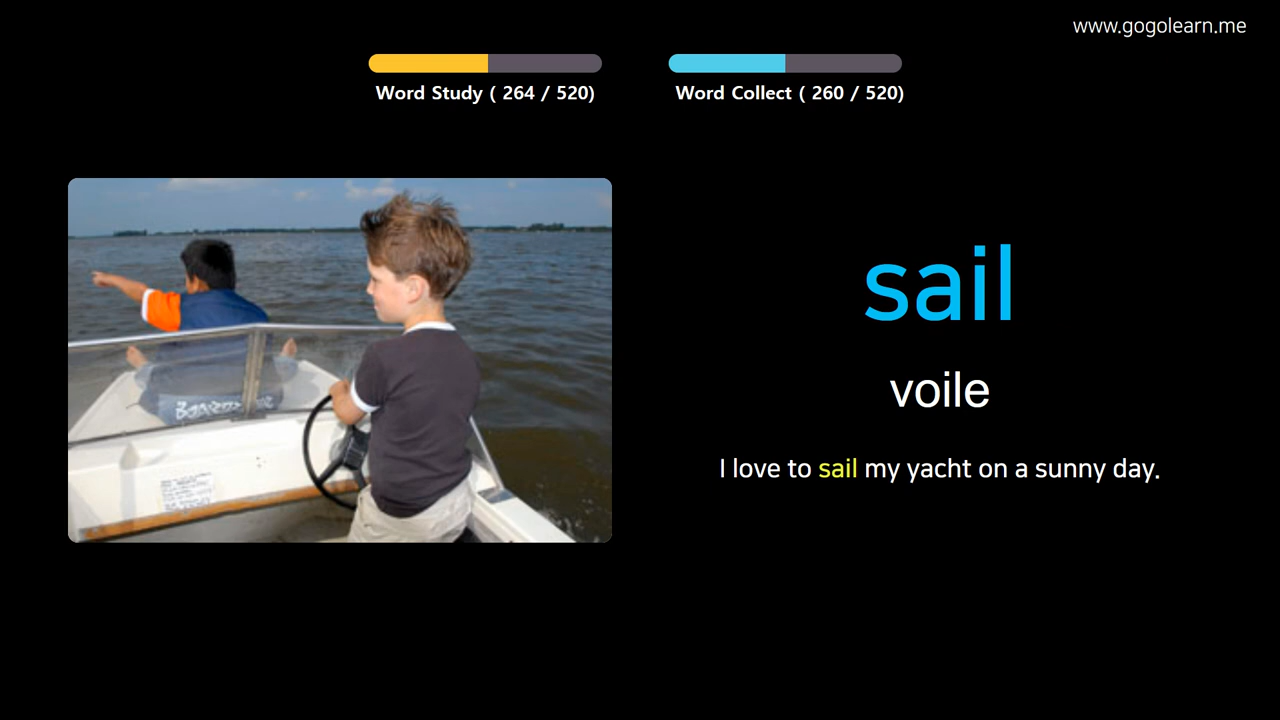 www.gogolearn.me
Word Study ( 264 / 520)
Word Collect ( 260 / 520)
sail
voile
I love to sail my yacht on a sunny day.